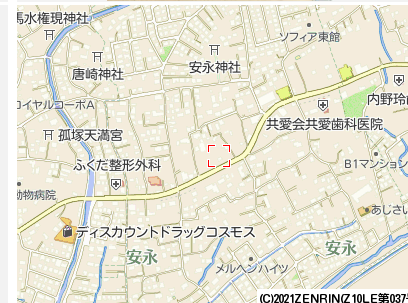 馬水権現神社
ソフィア東館
唐崎神社
安永神社
内野玲
ロイヤルコーポA
共愛会共愛歯科医院
孤塚天満宮
ふくだ整形外科
B1マンション
動物病院
あじさい
ディスカウントドラッグコスモス
安永
安永
メルヘンハイツ
(C)2021ZENRIN(Z10LE第037